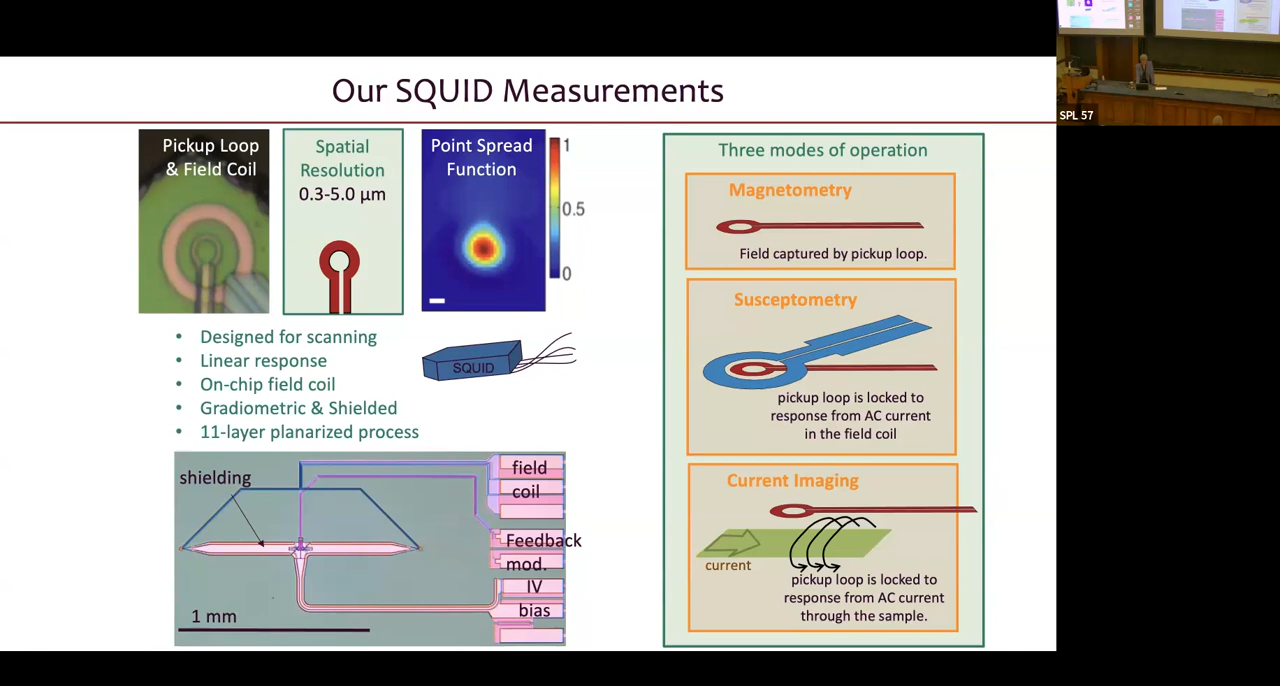 Our SQUID Measurements
SPL 57
Pickup Loop
& Field Coil
Spatial
Resolution
0.3-5.0 µm
Point Spread
Function
1
0.5
0
• Designed for scanning
• Linear response
• On-chip field coil
• Gradiometric & Shielded
• 11-layer planarized process
SQUID
shielding
field
coil
Feedback
mod.
IV
bias
1 mm
Three modes of operation
Magnetometry
Field captured by pickup loop.
Susceptometry
pickup loop is locked to
response from AC current
in the field coil
Current Imaging
current
pickup loop is locked to
response from AC current
through the sample.